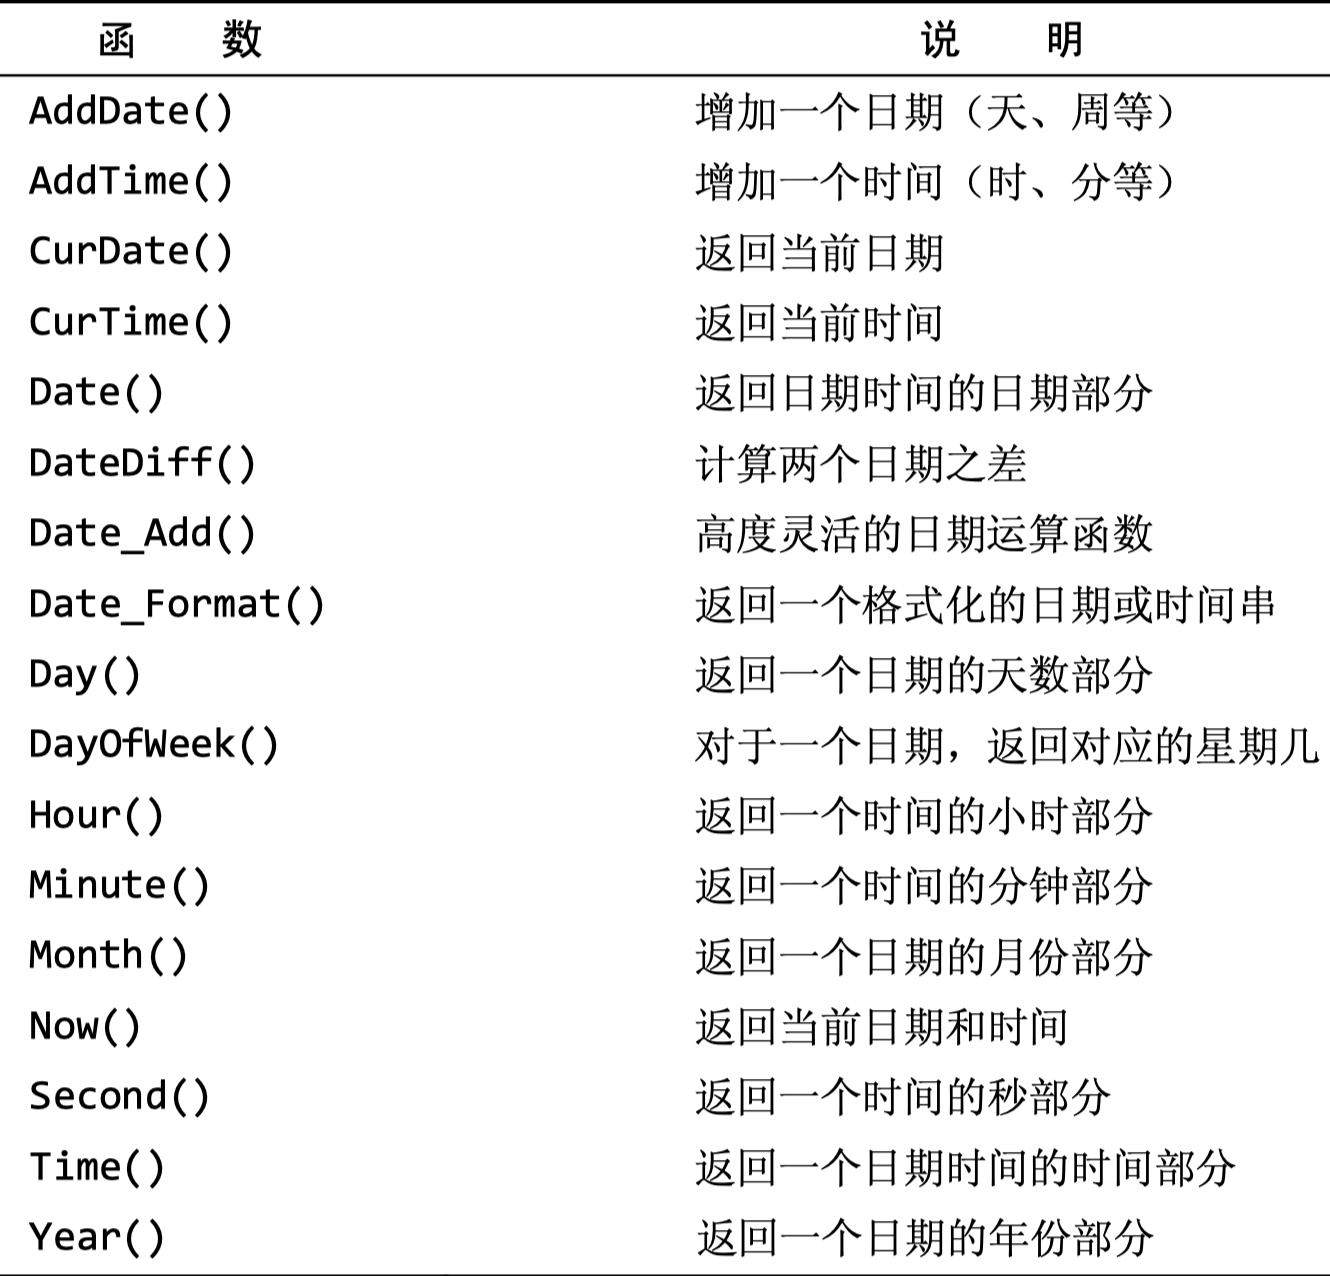 函 数 说 明
AddDate() 增加一个日期（天、周等）
AddTime() 增加一个时间（时、分等）
CurDate() 返回当前日期
CurTime() 返回当前时间
Date() 返回日期时间的日期部分
DateDiff() 计算两个日期之差
Date_Add() 高度灵活的日期运算函数
Date_Format() 返回一个格式化的日期或时间串
Day() 返回一个日期的天数部分
DayOfWeek() 对于一个日期，返回对应的星期几
Hour() 返回一个时间的小时部分
Minute() 返回一个时间的分钟部分
Month() 返回一个日期的月份部分
Now() 返回当前日期和时间
Second() 返回一个时间的秒部分
Time() 返回一个日期时间的时间部分
Year() 返回一个日期的年份部分